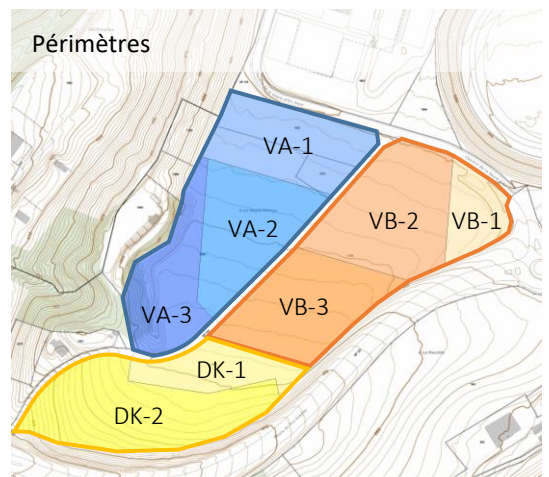 Périmètres
VA-1
VA-2
VB-2
VB-1
VA-3
VB-3
DK-1
DK-2